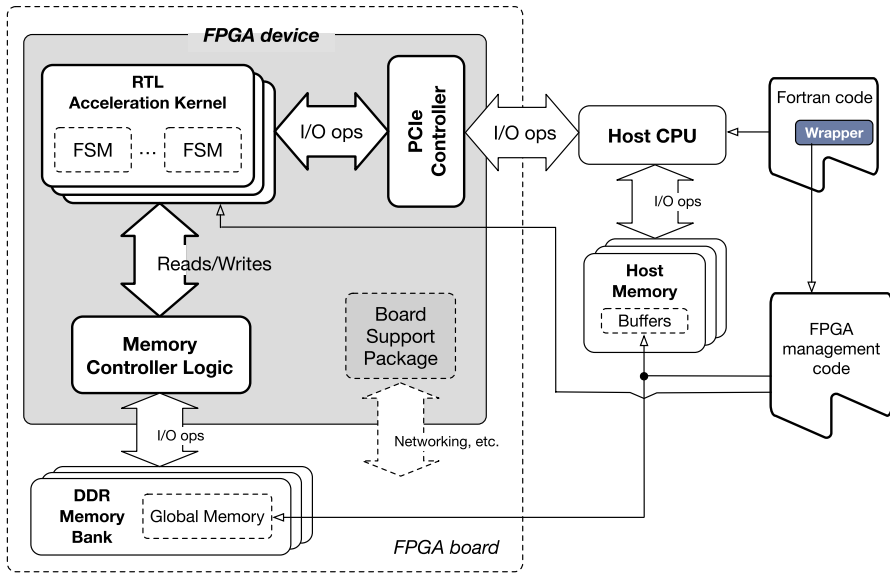 FPGA device
RTL
Acceleration Kernel
FSM
...
FSM
I/O ops
PCIe
Controller
I/O ops
Host CPU
Fortran code
Wrapper
I/O ops
Reads/Writes
Host
Memory
Buffers
Board
Support
Package
FPGA
management
code
Memory
Controller Logic
I/O ops
Networking, etc.
DDR
Memory
Bank
Global Memory
FPGA board